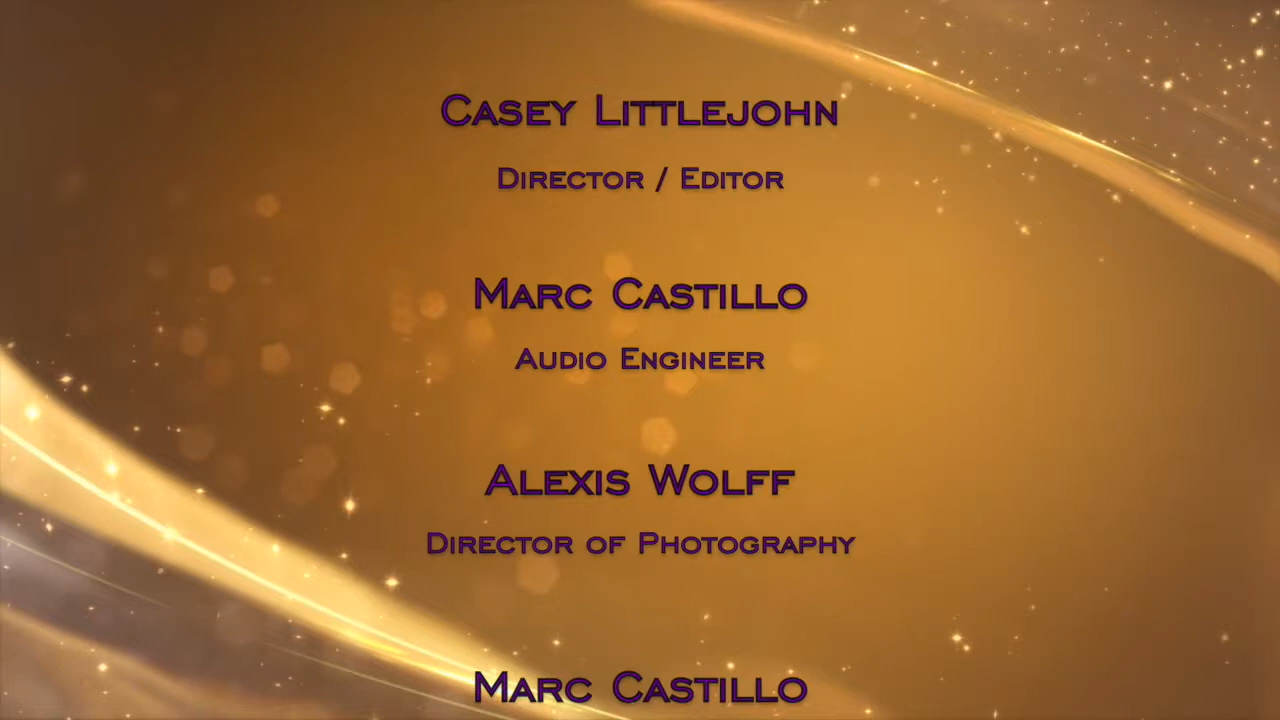 Casey Littlejohn
Director / Editor
Marc Castillo
Audio Engineer
Alexis Wolff
Director of Photography
Marc Castillo